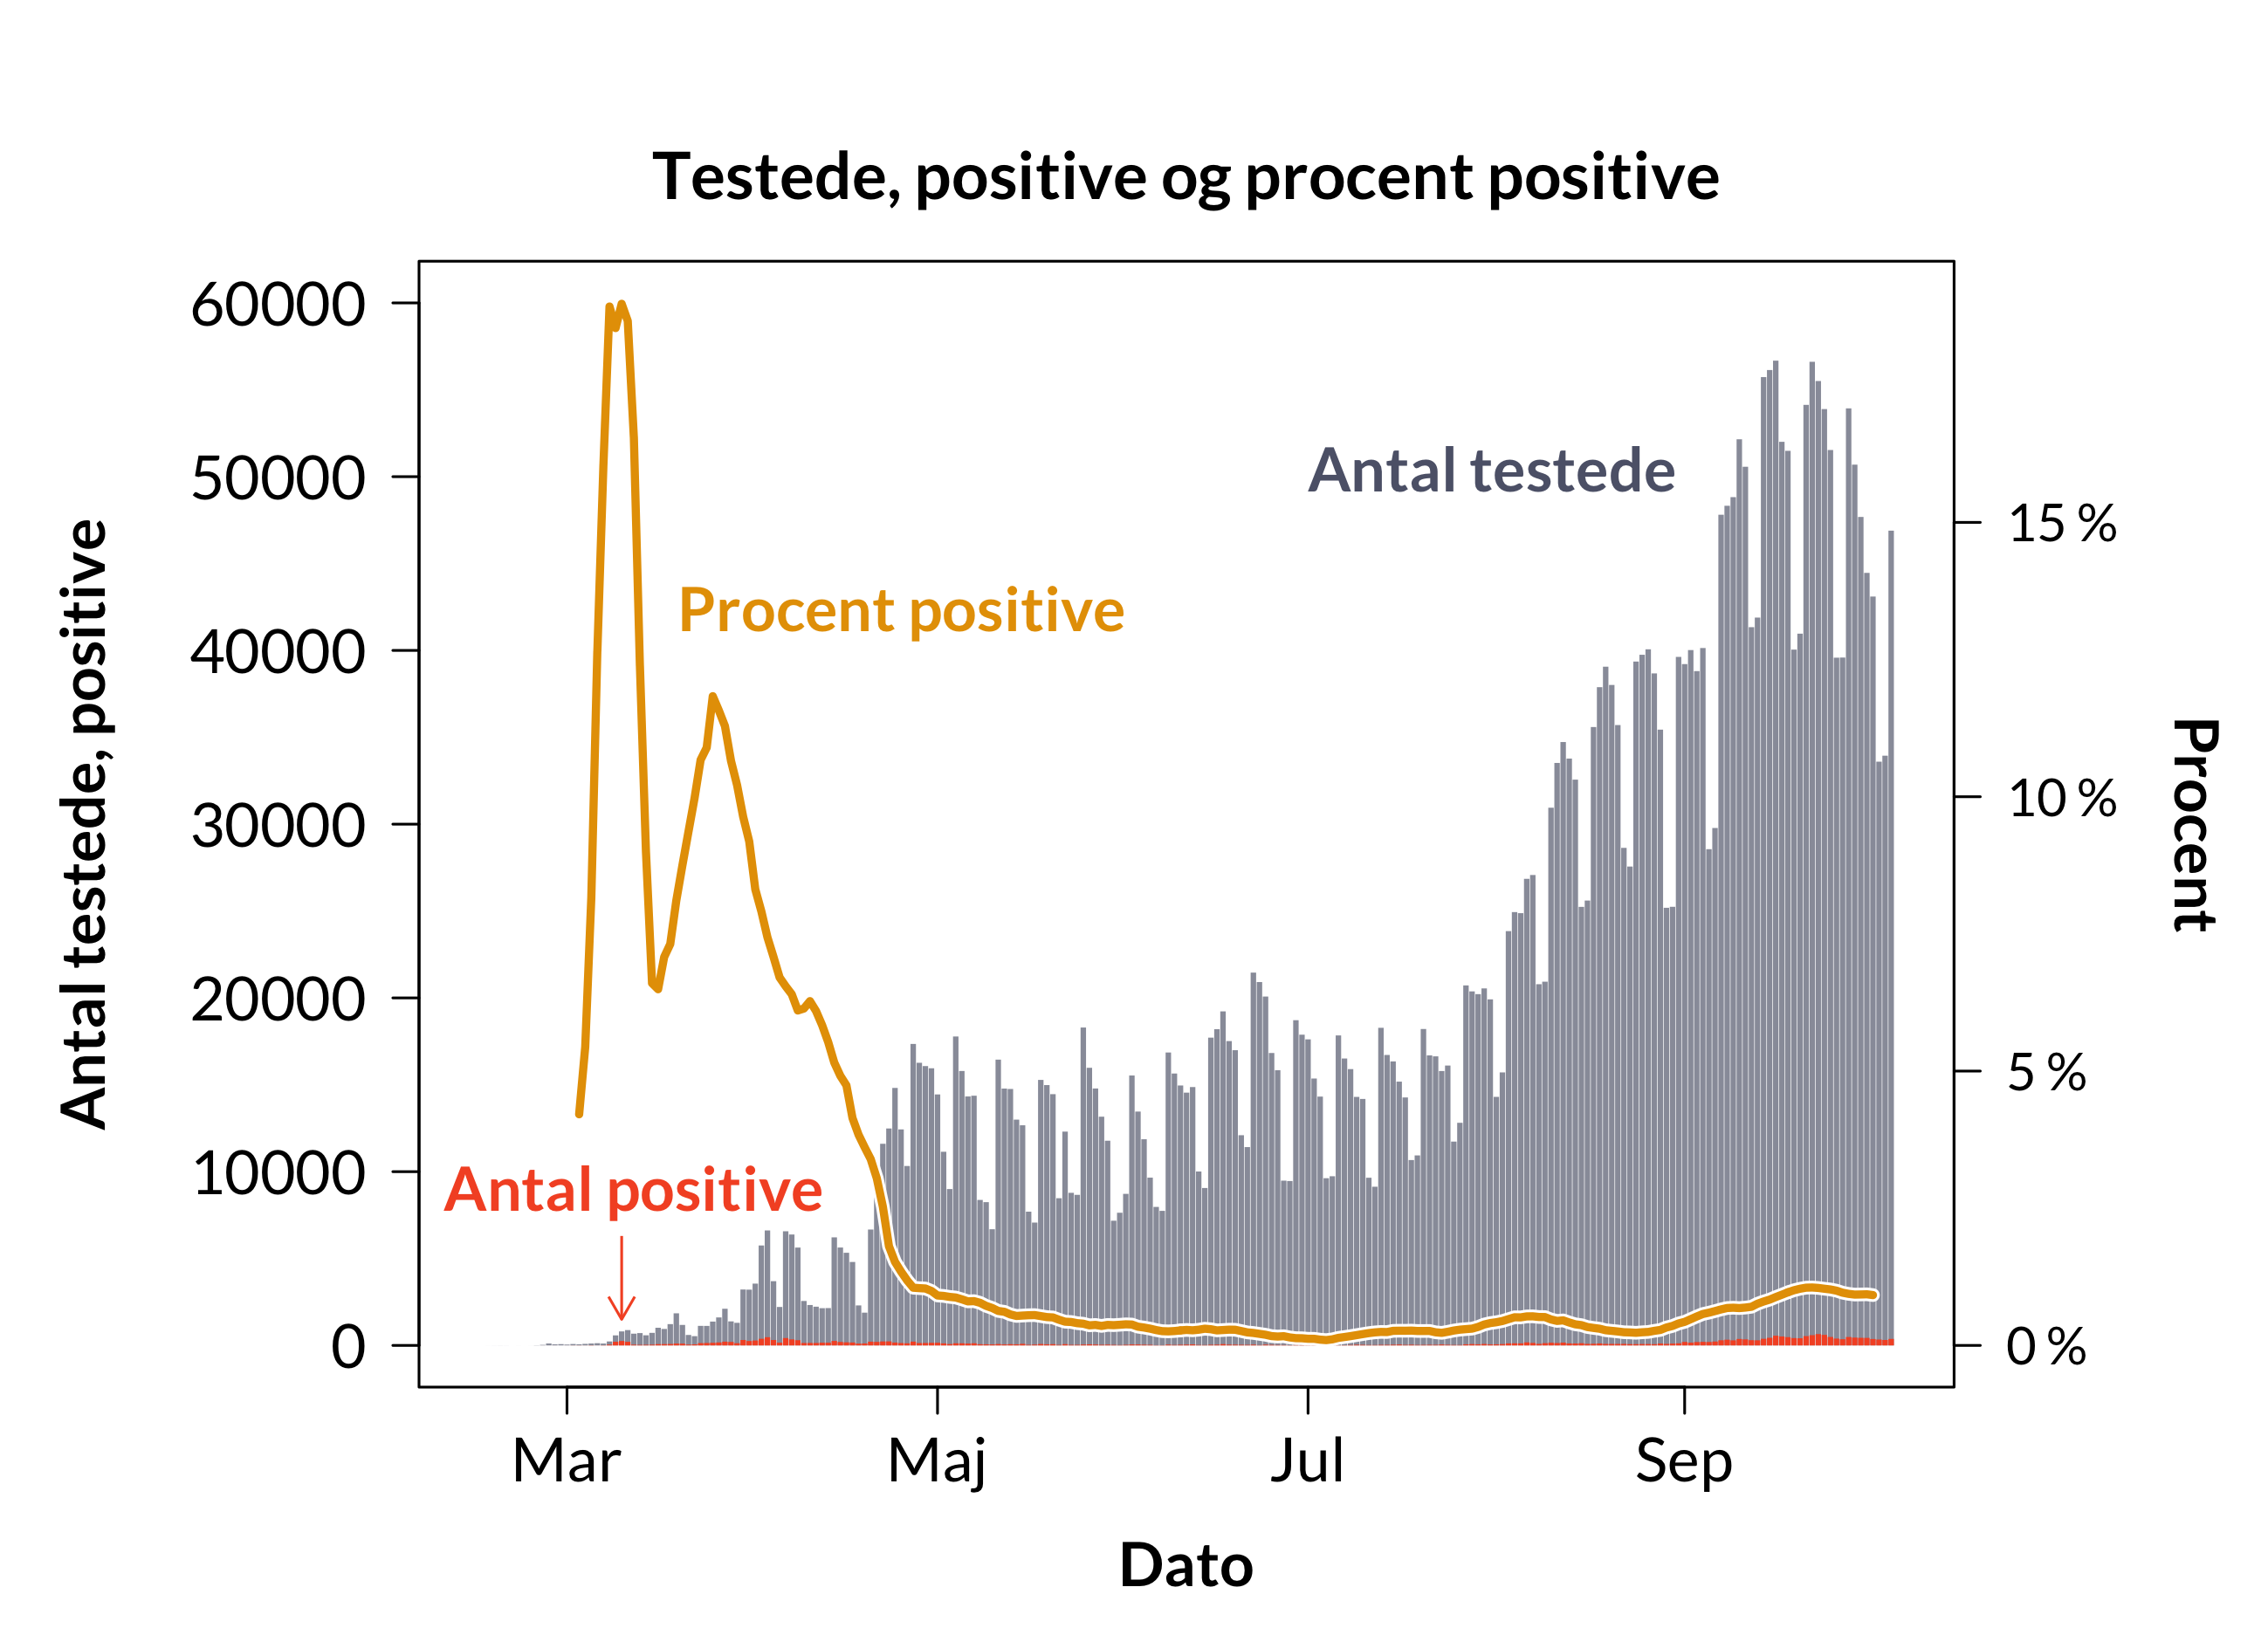 Testede, positive og procent positive
Antal testede, positive
60000
50000
40000
30000
20000
10000
0
Antal testede
Procent positive
Antal positive
15 %
10 %
5 %
0 %
Procent
Mar
Maj
Jul
Sep
Dato